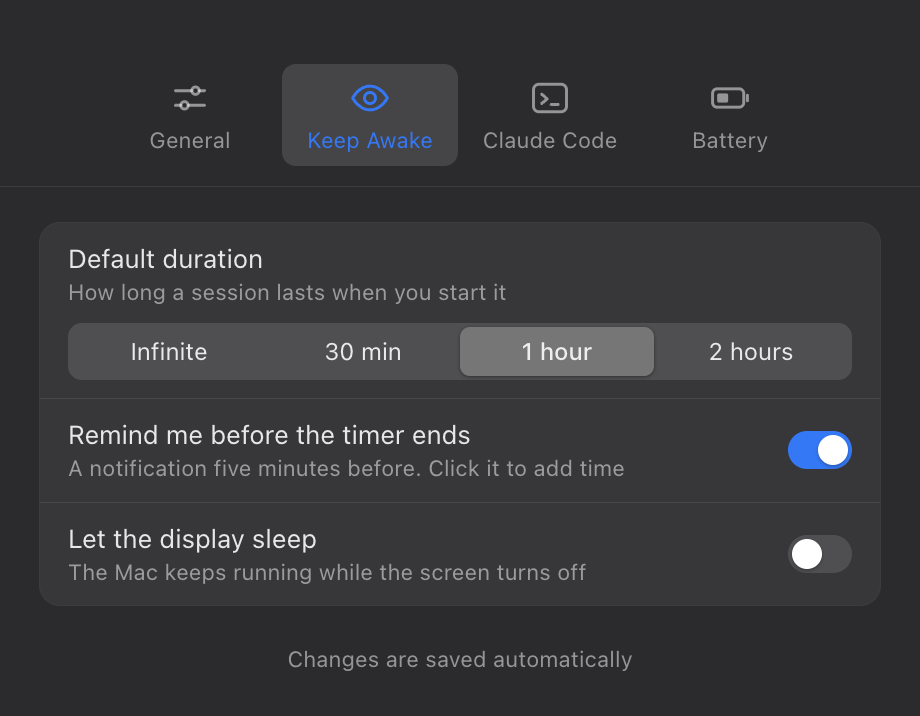 General
Keep Awake
Claude Code
Battery
Default duration
How long a session lasts when you start it
Infinite
30 min
1 hour
2 hours
Remind me before the timer ends
A notification five minutes before. Click it to add time
Let the display sleep
The Mac keeps running while the screen turns off
Changes are saved automatically